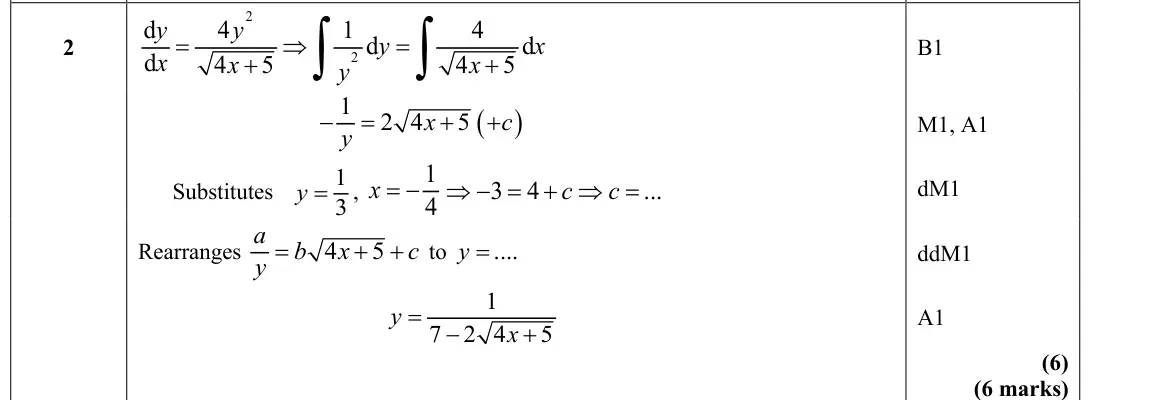 2 dy/dx = 4y²/√(4x+5) ⇒ ∫ 1/y² dy = ∫ 4/√(4x+5) dx B1
−1/y = 2√(4x+5) (+c) M1, A1
Substitutes y = 1/3, x = −1/4 ⇒ −3 = 4 + c ⇒ c = ... dM1
Rearranges a/y = b√(4x+5) + c to y = .... ddM1
y = 1/(7 − 2√(4x+5)) A1
(6)
(6 marks)